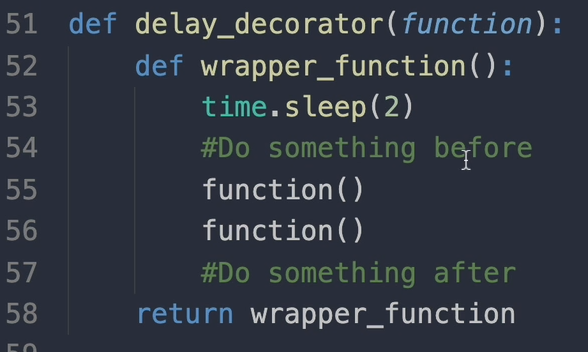 51 def delay_decorator(function):
52     def wrapper_function():
53         time.sleep(2)
54         #Do something before
55         function()
56         function()
57         #Do something after
58     return wrapper_function
59